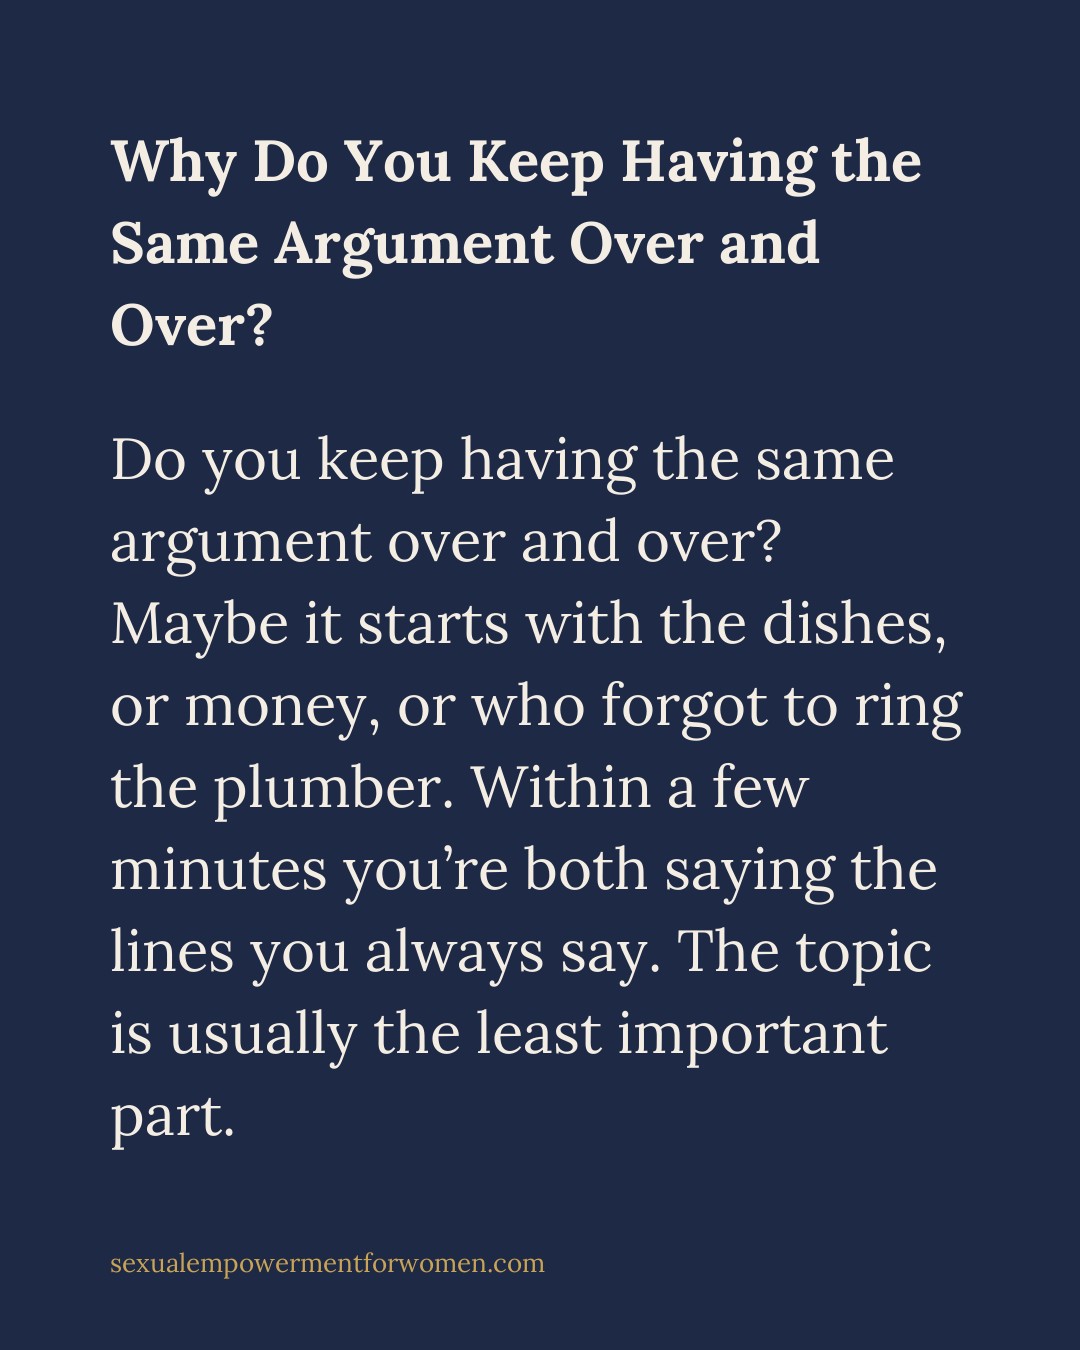 Why Do You Keep Having the
Same Argument Over and
Over?
Do you keep having the same
argument over and over?
Maybe it starts with the dishes,
or money, or who forgot to ring
the plumber. Within a few
minutes you’re both saying the
lines you always say. The topic
is usually the least important
part.
sexualempowermentforwomen.com